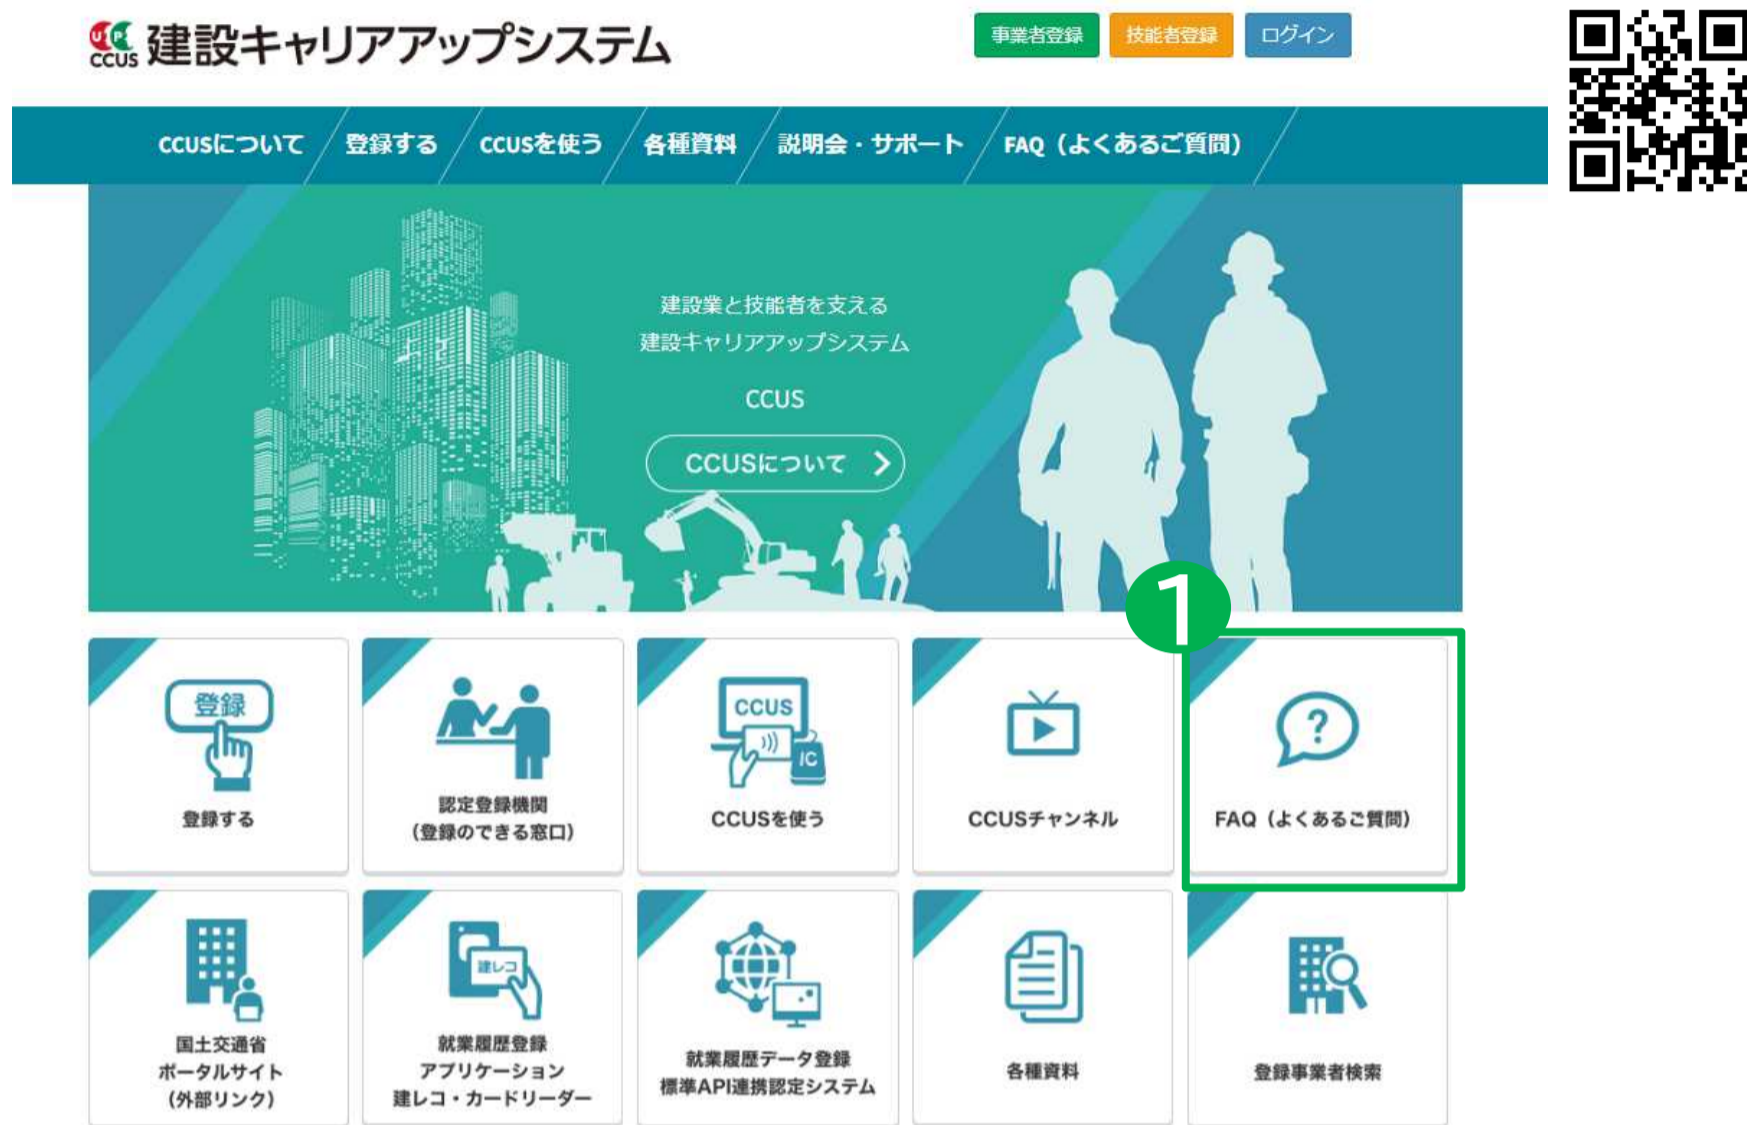 UP
CCUS
建設キャリアアップシステム
事業者登録
技能者登録
ログイン
CCUSについて
登録する
CCUSを使う
各種資料
説明会・サポート
FAQ（よくあるご質問）
建設業と技能者を支える
建設キャリアアップシステム
CCUS
CCUSについて
1
登録
登録する
認定登録機関
（登録のできる窓口）
CCUS
IC
CCUSを使う
CCUSチャンネル
?
FAQ（よくあるご質問）
国土交通省
ポータルサイト
（外部リンク）
建レコ
就業履歴登録
アプリケーション
建レコ・カードリーダー
就業履歴データ登録
標準API連携認定システム
各種資料
登録事業者検索